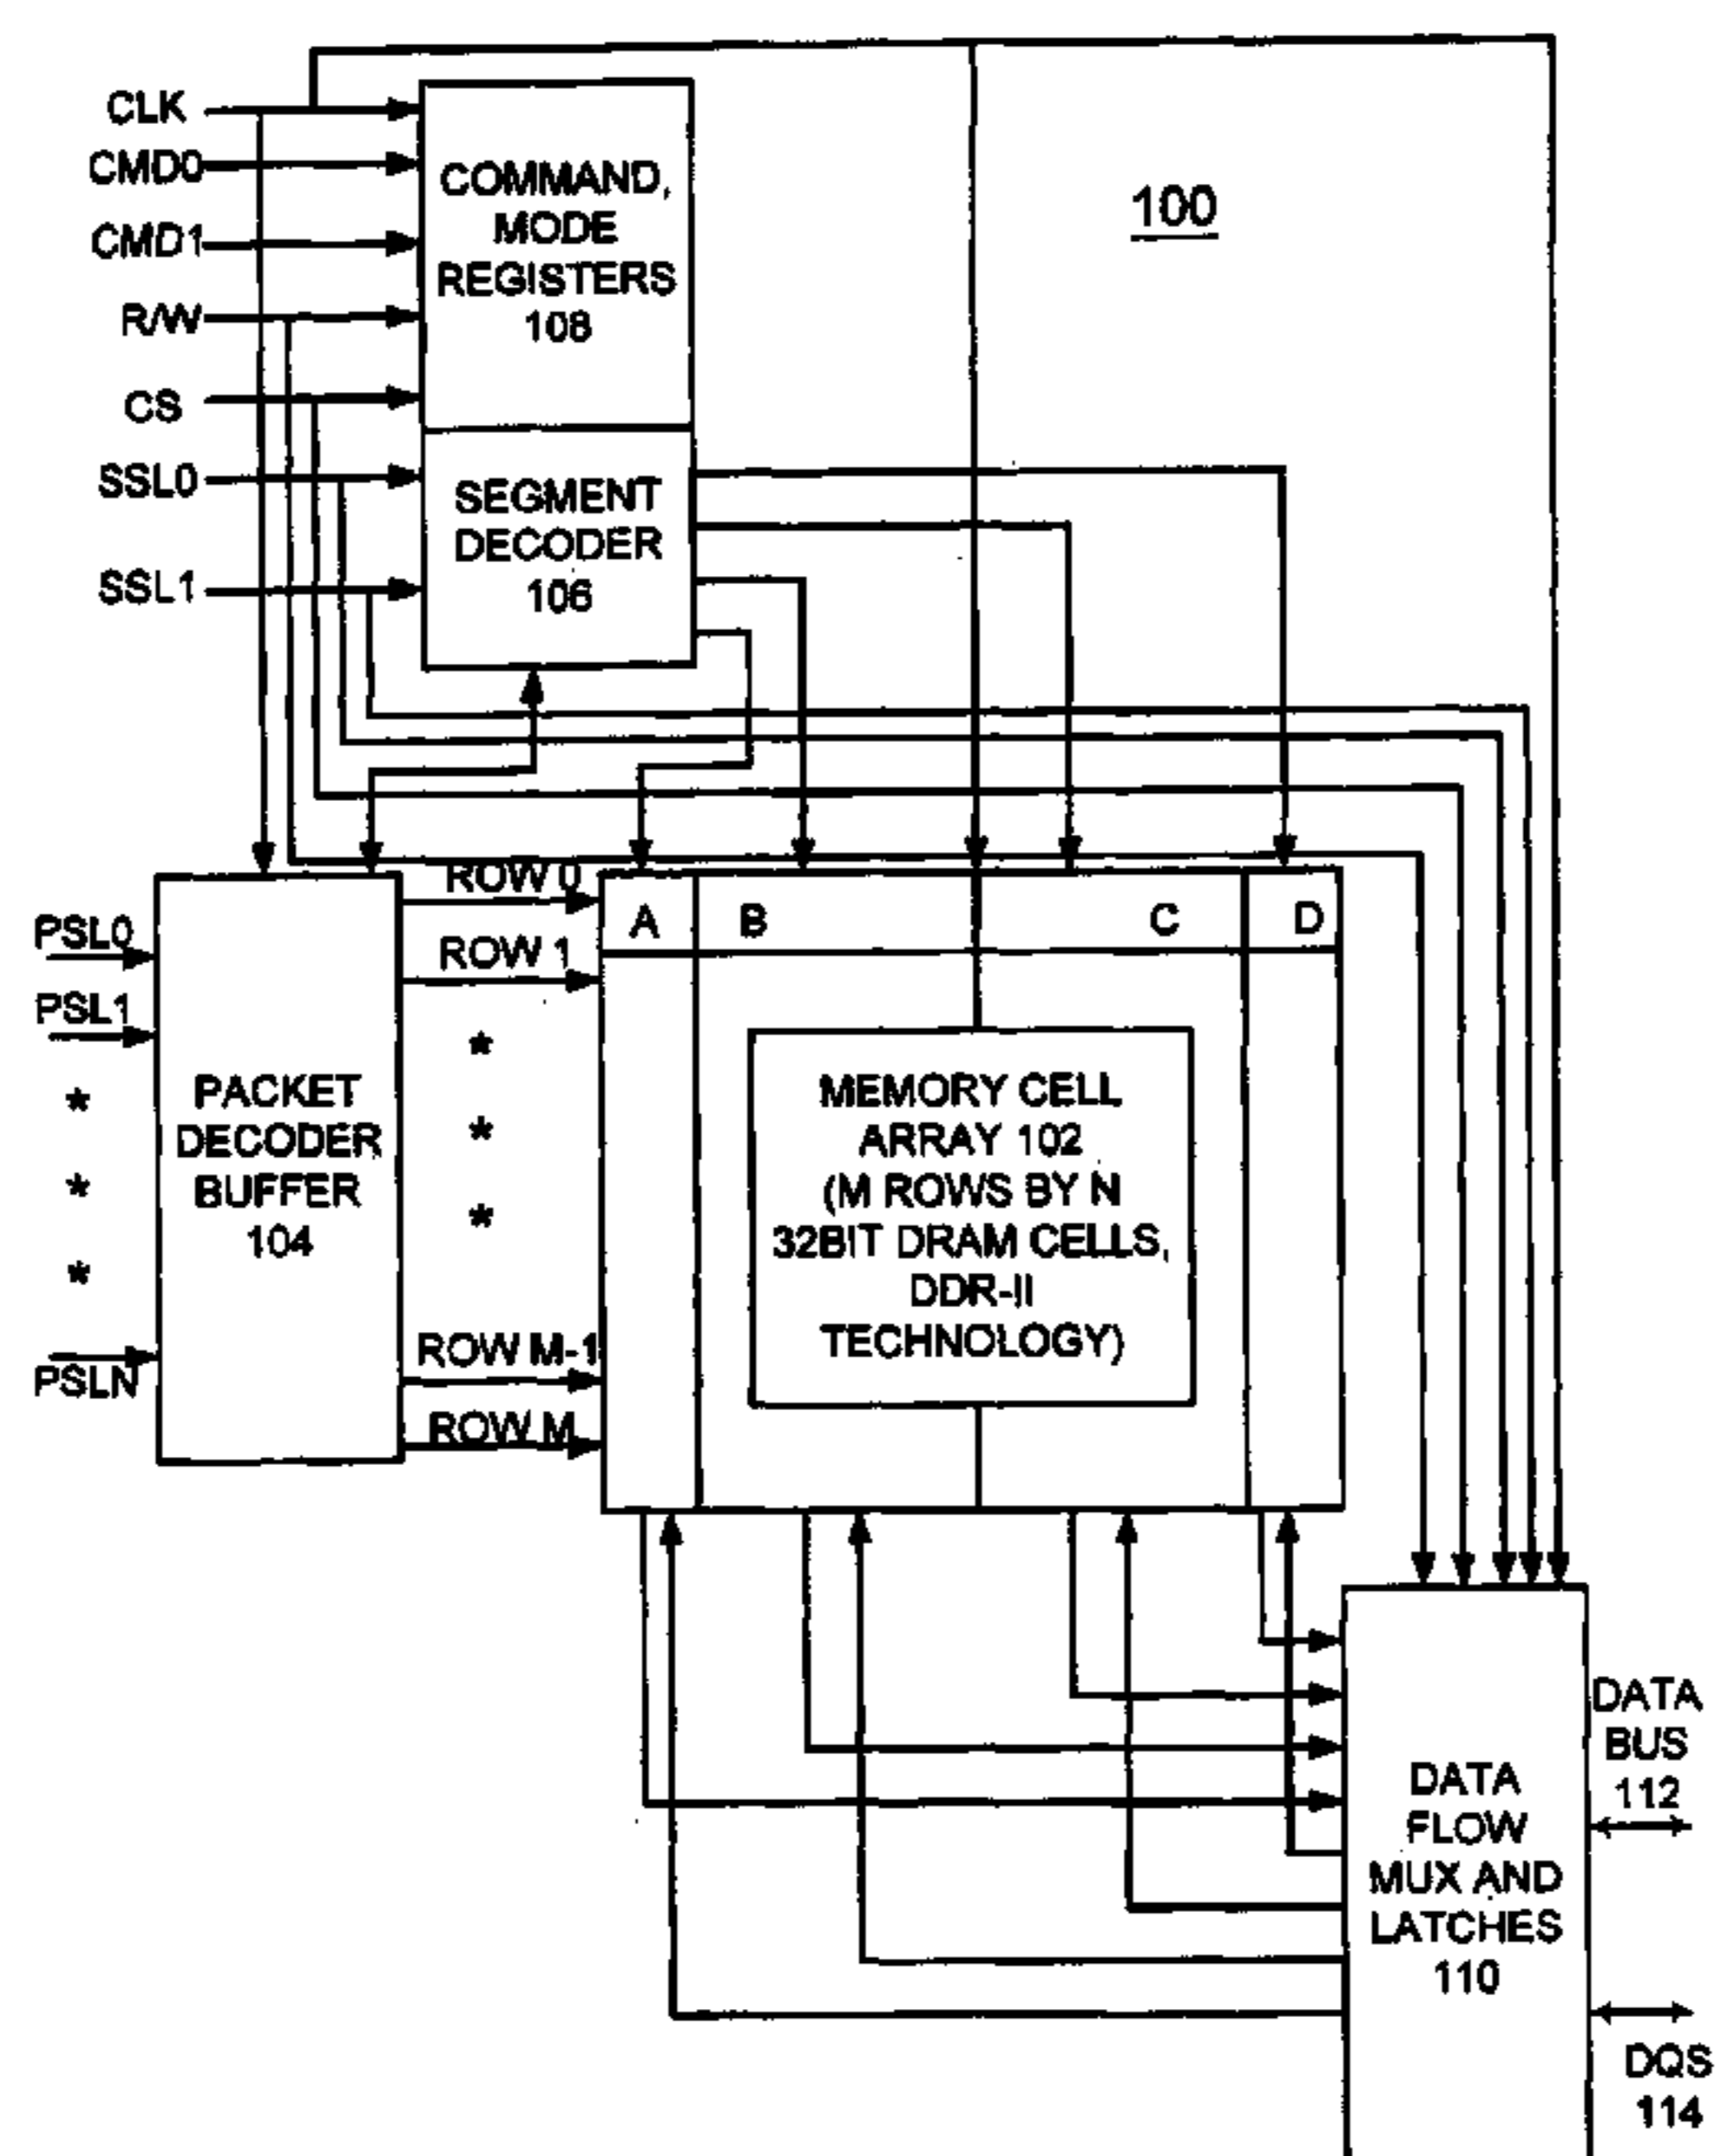 CLK
CMD0
CMD1
R/W
CS
SSL0
SSL1
COMMAND,
MODE
REGISTERS
108
SEGMENT
DECODER
106
100
PSL0
PSL1
*
*
*
PSLN
PACKET
DECODER
BUFFER
104
ROW 0
ROW 1
*
*
*
ROW M-1
ROW M
A B C D
MEMORY CELL
ARRAY 102
(M ROWS BY N
32BIT DRAM CELLS,
DDR-II
TECHNOLOGY)
DATA
FLOW
MUX AND
LATCHES
110
DATA
BUS
112
DQS
114